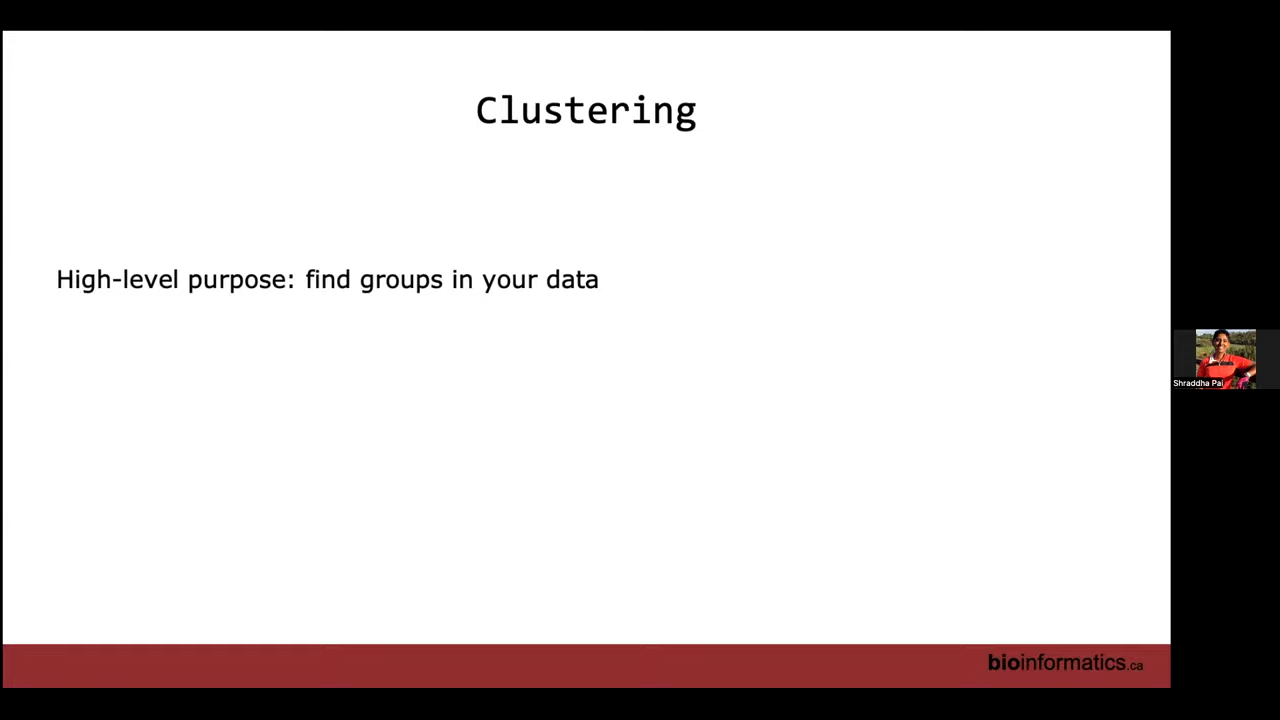 Clustering
High-level purpose: find groups in your data
Shraddha Pai
bioinformatics.ca